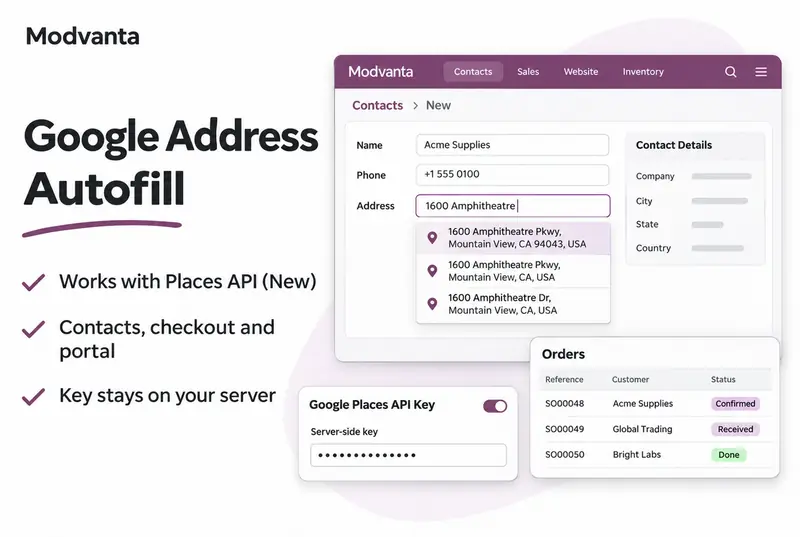 Modvanta
Google Address
Autofill
Works with Places API (New)
Contacts, checkout and
portal
Key stays on your server
Modvanta
Contacts
Sales
Website
Inventory
Contacts > New
Name
Acme Supplies
Phone
+1 555 0100
Address
1600 Amphitheatre
1600 Amphitheatre Pkwy,
Mountain View, CA 94043, USA
1600 Amphitheatre Pkwy,
Mountain View, CA, USA
1600 Amphitheatre Dr,
Mountain View, CA, USA
Contact Details
Company
City
State
Country
Google Places API Key
Server-side key
••••••••••••••
Orders
Reference Customer Status
SO00048 Acme Supplies Confirmed
SO00049 Global Trading Received
SO00050 Bright Labs Done